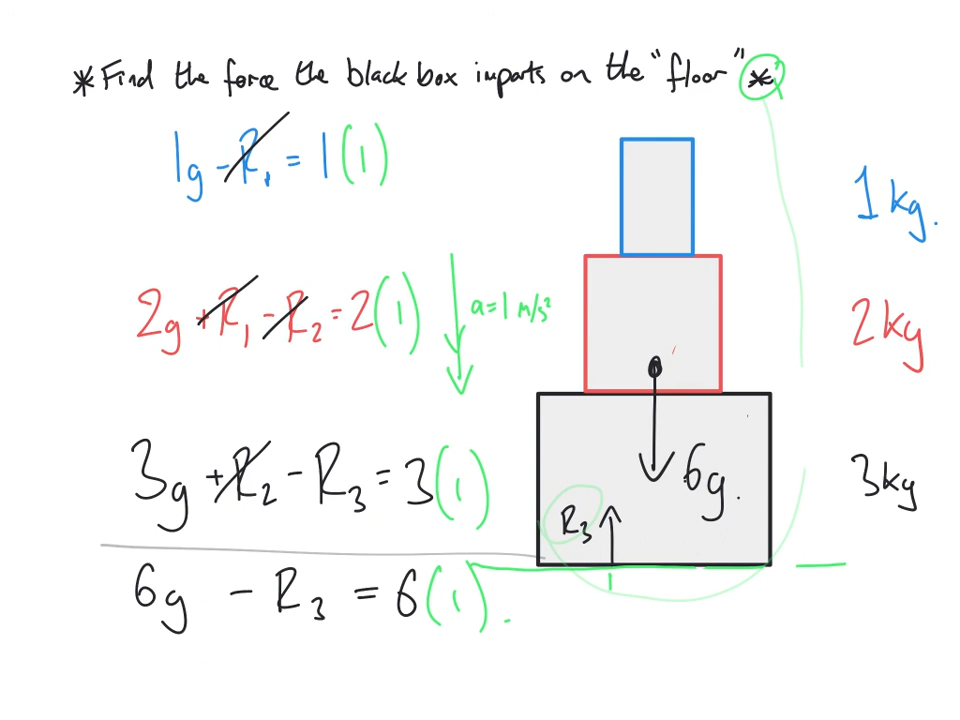 *Find the force the black box imparts on the "floor"*
1g - R₁ = 1(1)
1kg.
2g + R₁ - R₂ = 2(1)
a = 1 m/s²
2kg
3g + R₂ - R₃ = 3(1)
6g.
3kg
R₃
6g - R₃ = 6(1).